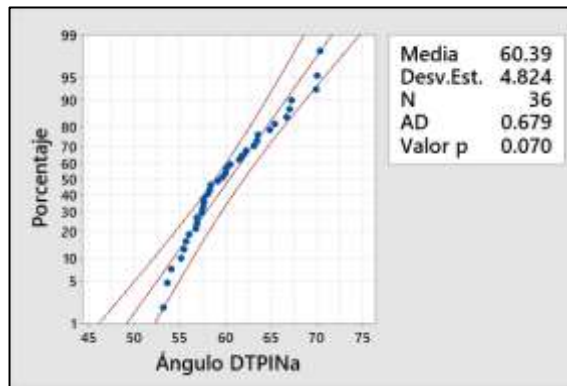 99
95
90
80
70
60
50
40
30
20
10
5
1
Porcentaje
45 50 55 60 65 70 75
Ángulo DTPINa
Media 60.39
Desv.Est. 4.824
N 36
AD 0.679
Valor p 0.070